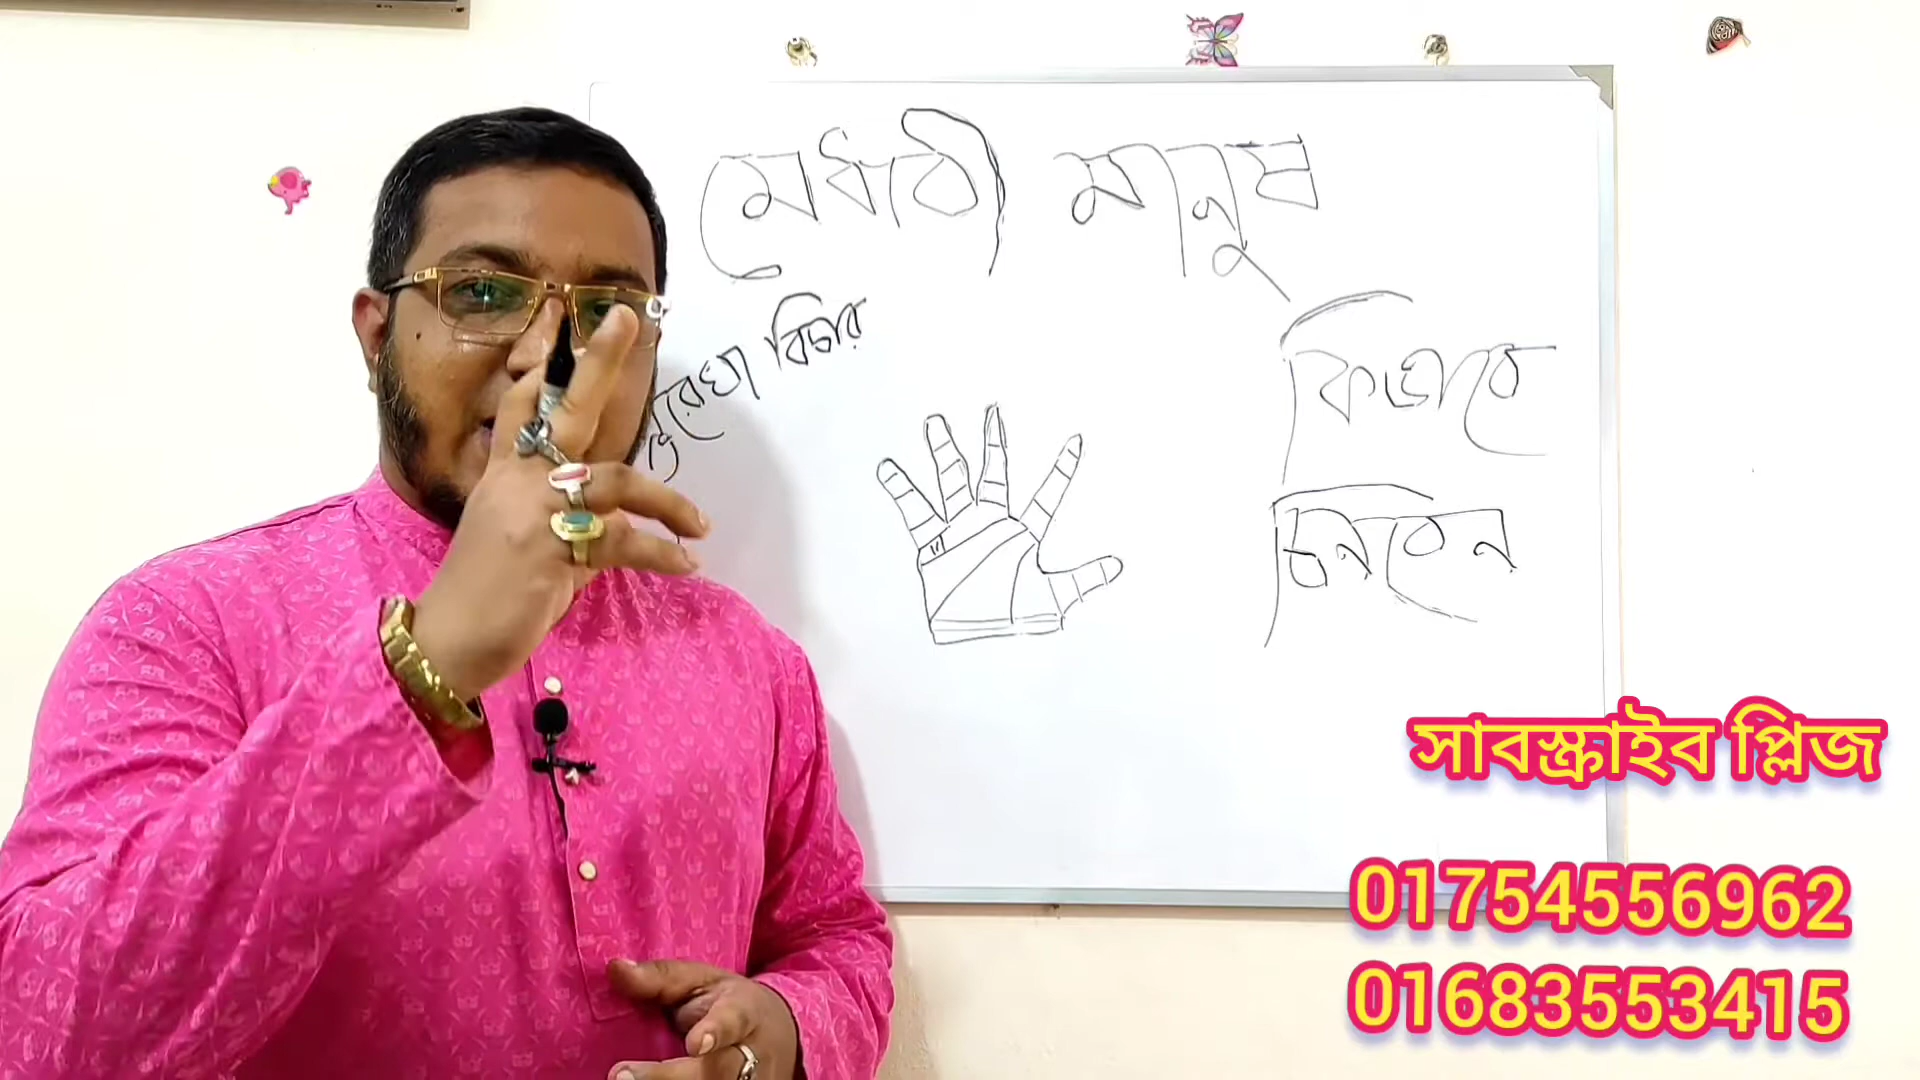 মেধাবী মানুষ
রেখা বিচার
কিভাবে
চিনবেন
সাবস্ক্রাইব প্লিজ
01754556962
01683553415